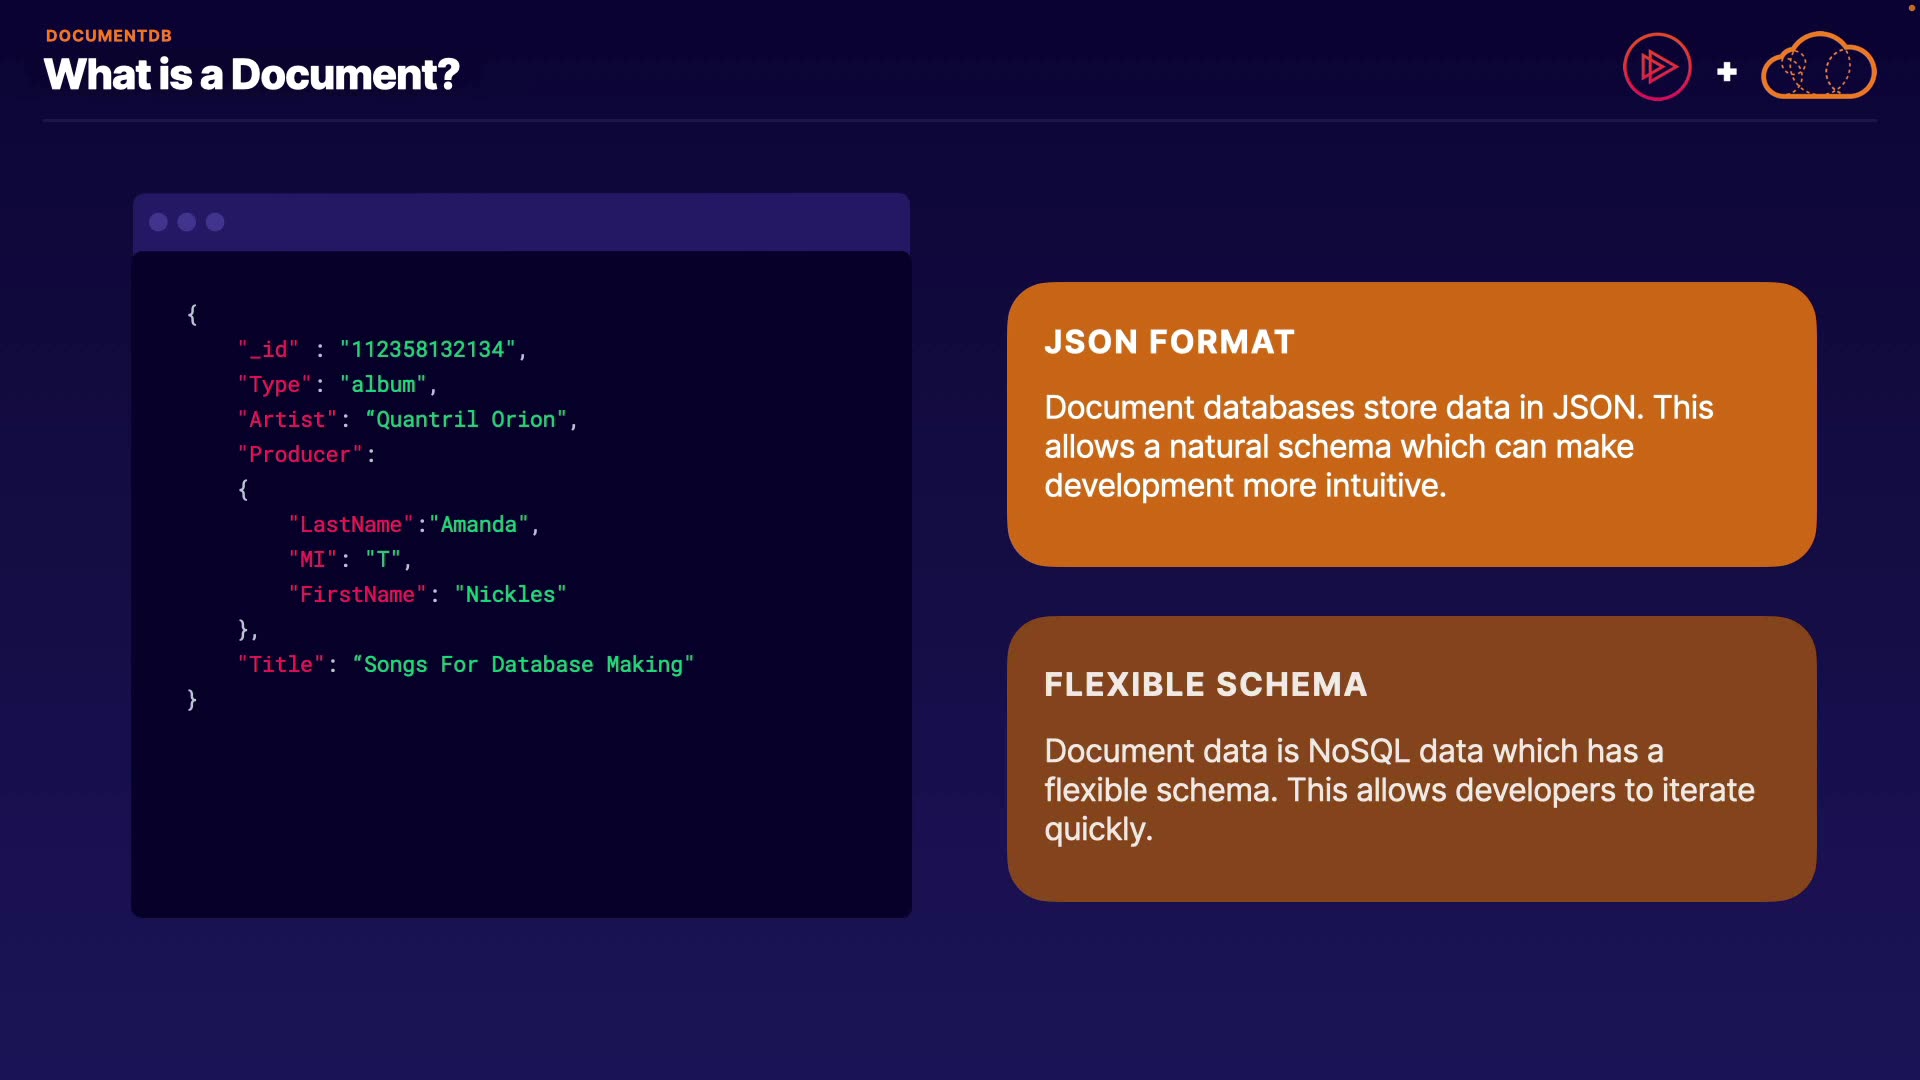 DOCUMENTDB
What is a Document?
{
"_id" : "112358132134",
"Type": "album",
"Artist": “Quantril Orion",
"Producer":
{
"LastName":"Amanda",
"MI": "T",
"FirstName": "Nickles"
},
"Title": “Songs For Database Making"
}
JSON FORMAT
Document databases store data in JSON. This
allows a natural schema which can make
development more intuitive.
FLEXIBLE SCHEMA
Document data is NoSQL data which has a
flexible schema. This allows developers to iterate
quickly.